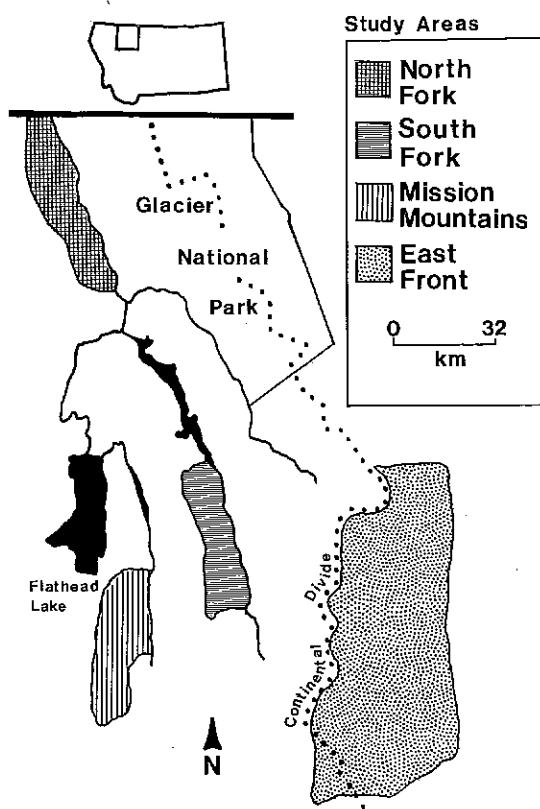 Study Areas
North
Fork
South
Fork
Mission
Mountains
East
Front
0 32
km
Glacier
National
Park
Flathead
Lake
Continental Divide
N